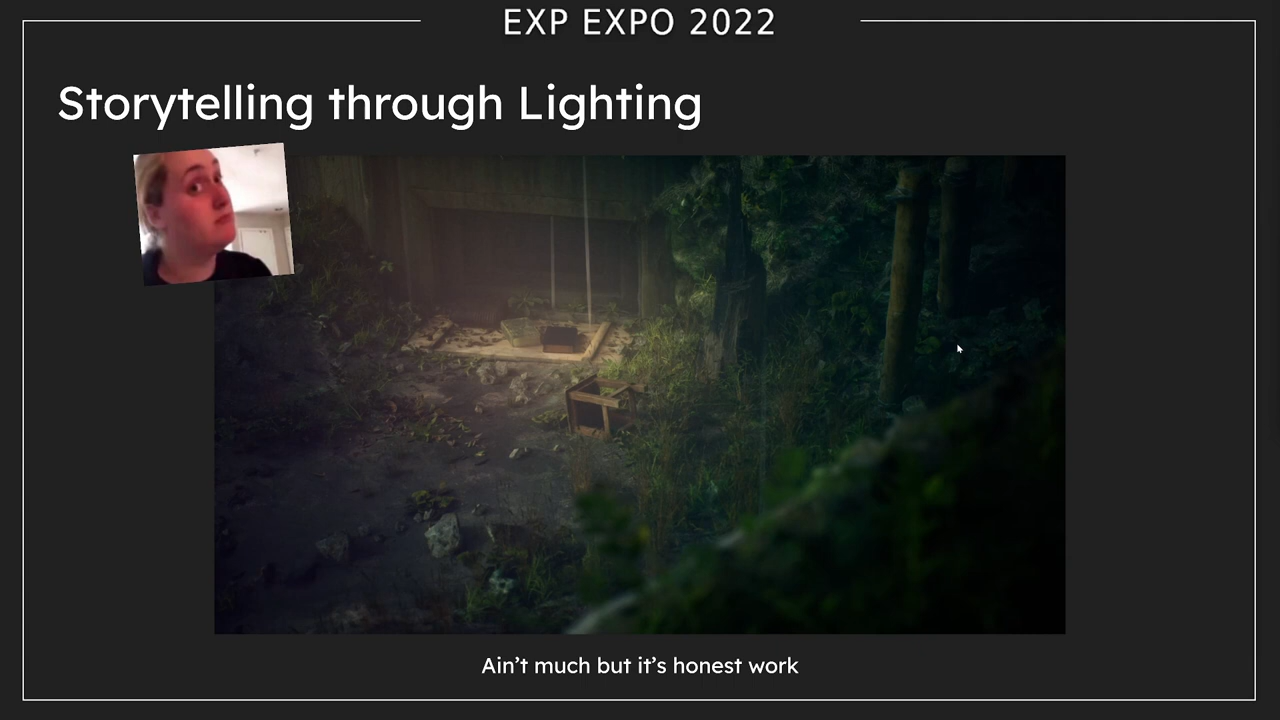 EXP EXPO 2022
Storytelling through Lighting
Ain’t much but it’s honest work